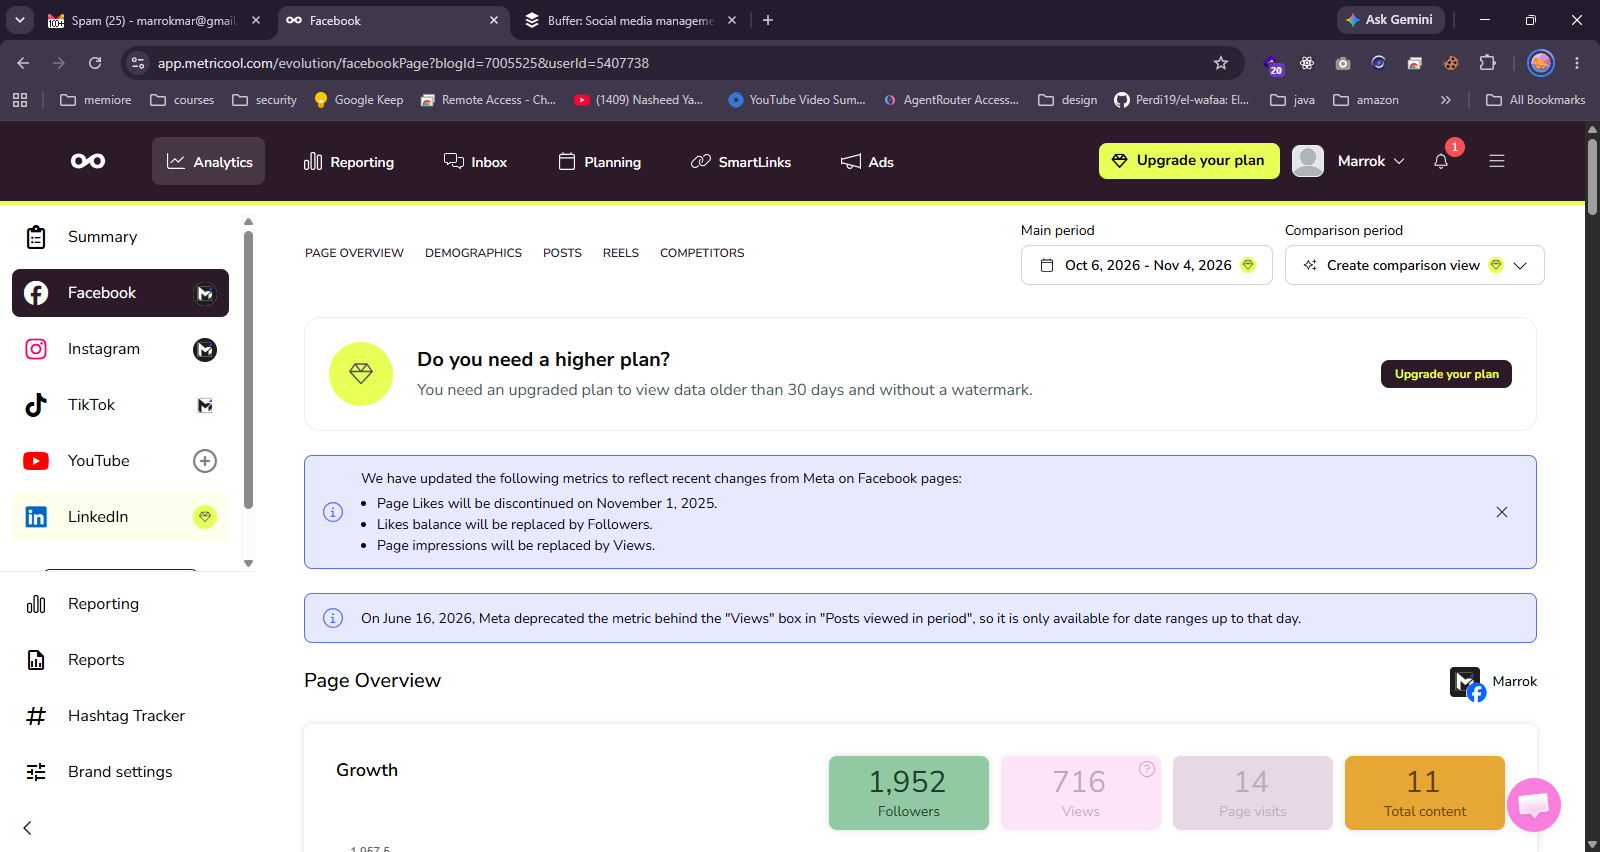 100+
Spam (25) - marrokmar@gmail.
Facebook
Buffer: Social media manageme
Ask Gemini
app.metricool.com/evolution/facebookPage?blogId=7005525&userId=5407738
20
memiore
courses
security
Google Keep
Remote Access - Ch...
(1409) Nasheed Ya...
YouTube Video Sum...
AgentRouter Access...
design
Perdi19/el-wafaa: El...
java
amazon
All Bookmarks
Analytics
Reporting
Inbox
Planning
SmartLinks
Ads
Upgrade your plan
Marrok
1
Summary
Facebook
Instagram
TikTok
YouTube
LinkedIn
Reporting
Reports
Hashtag Tracker
Brand settings
PAGE OVERVIEW
DEMOGRAPHICS
POSTS
REELS
COMPETITORS
Main period
Oct 6, 2026 - Nov 4, 2026
Comparison period
Create comparison view
Do you need a higher plan?
You need an upgraded plan to view data older than 30 days and without a watermark.
Upgrade your plan
We have updated the following metrics to reflect recent changes from Meta on Facebook pages:
• Page Likes will be discontinued on November 1, 2025.
• Likes balance will be replaced by Followers.
• Page impressions will be replaced by Views.
On June 16, 2026, Meta deprecated the metric behind the "Views" box in "Posts viewed in period", so it is only available for date ranges up to that day.
Page Overview
Marrok
Growth
1,952
Followers
716
Views
?
14
Page visits
11
Total content
1,957.5